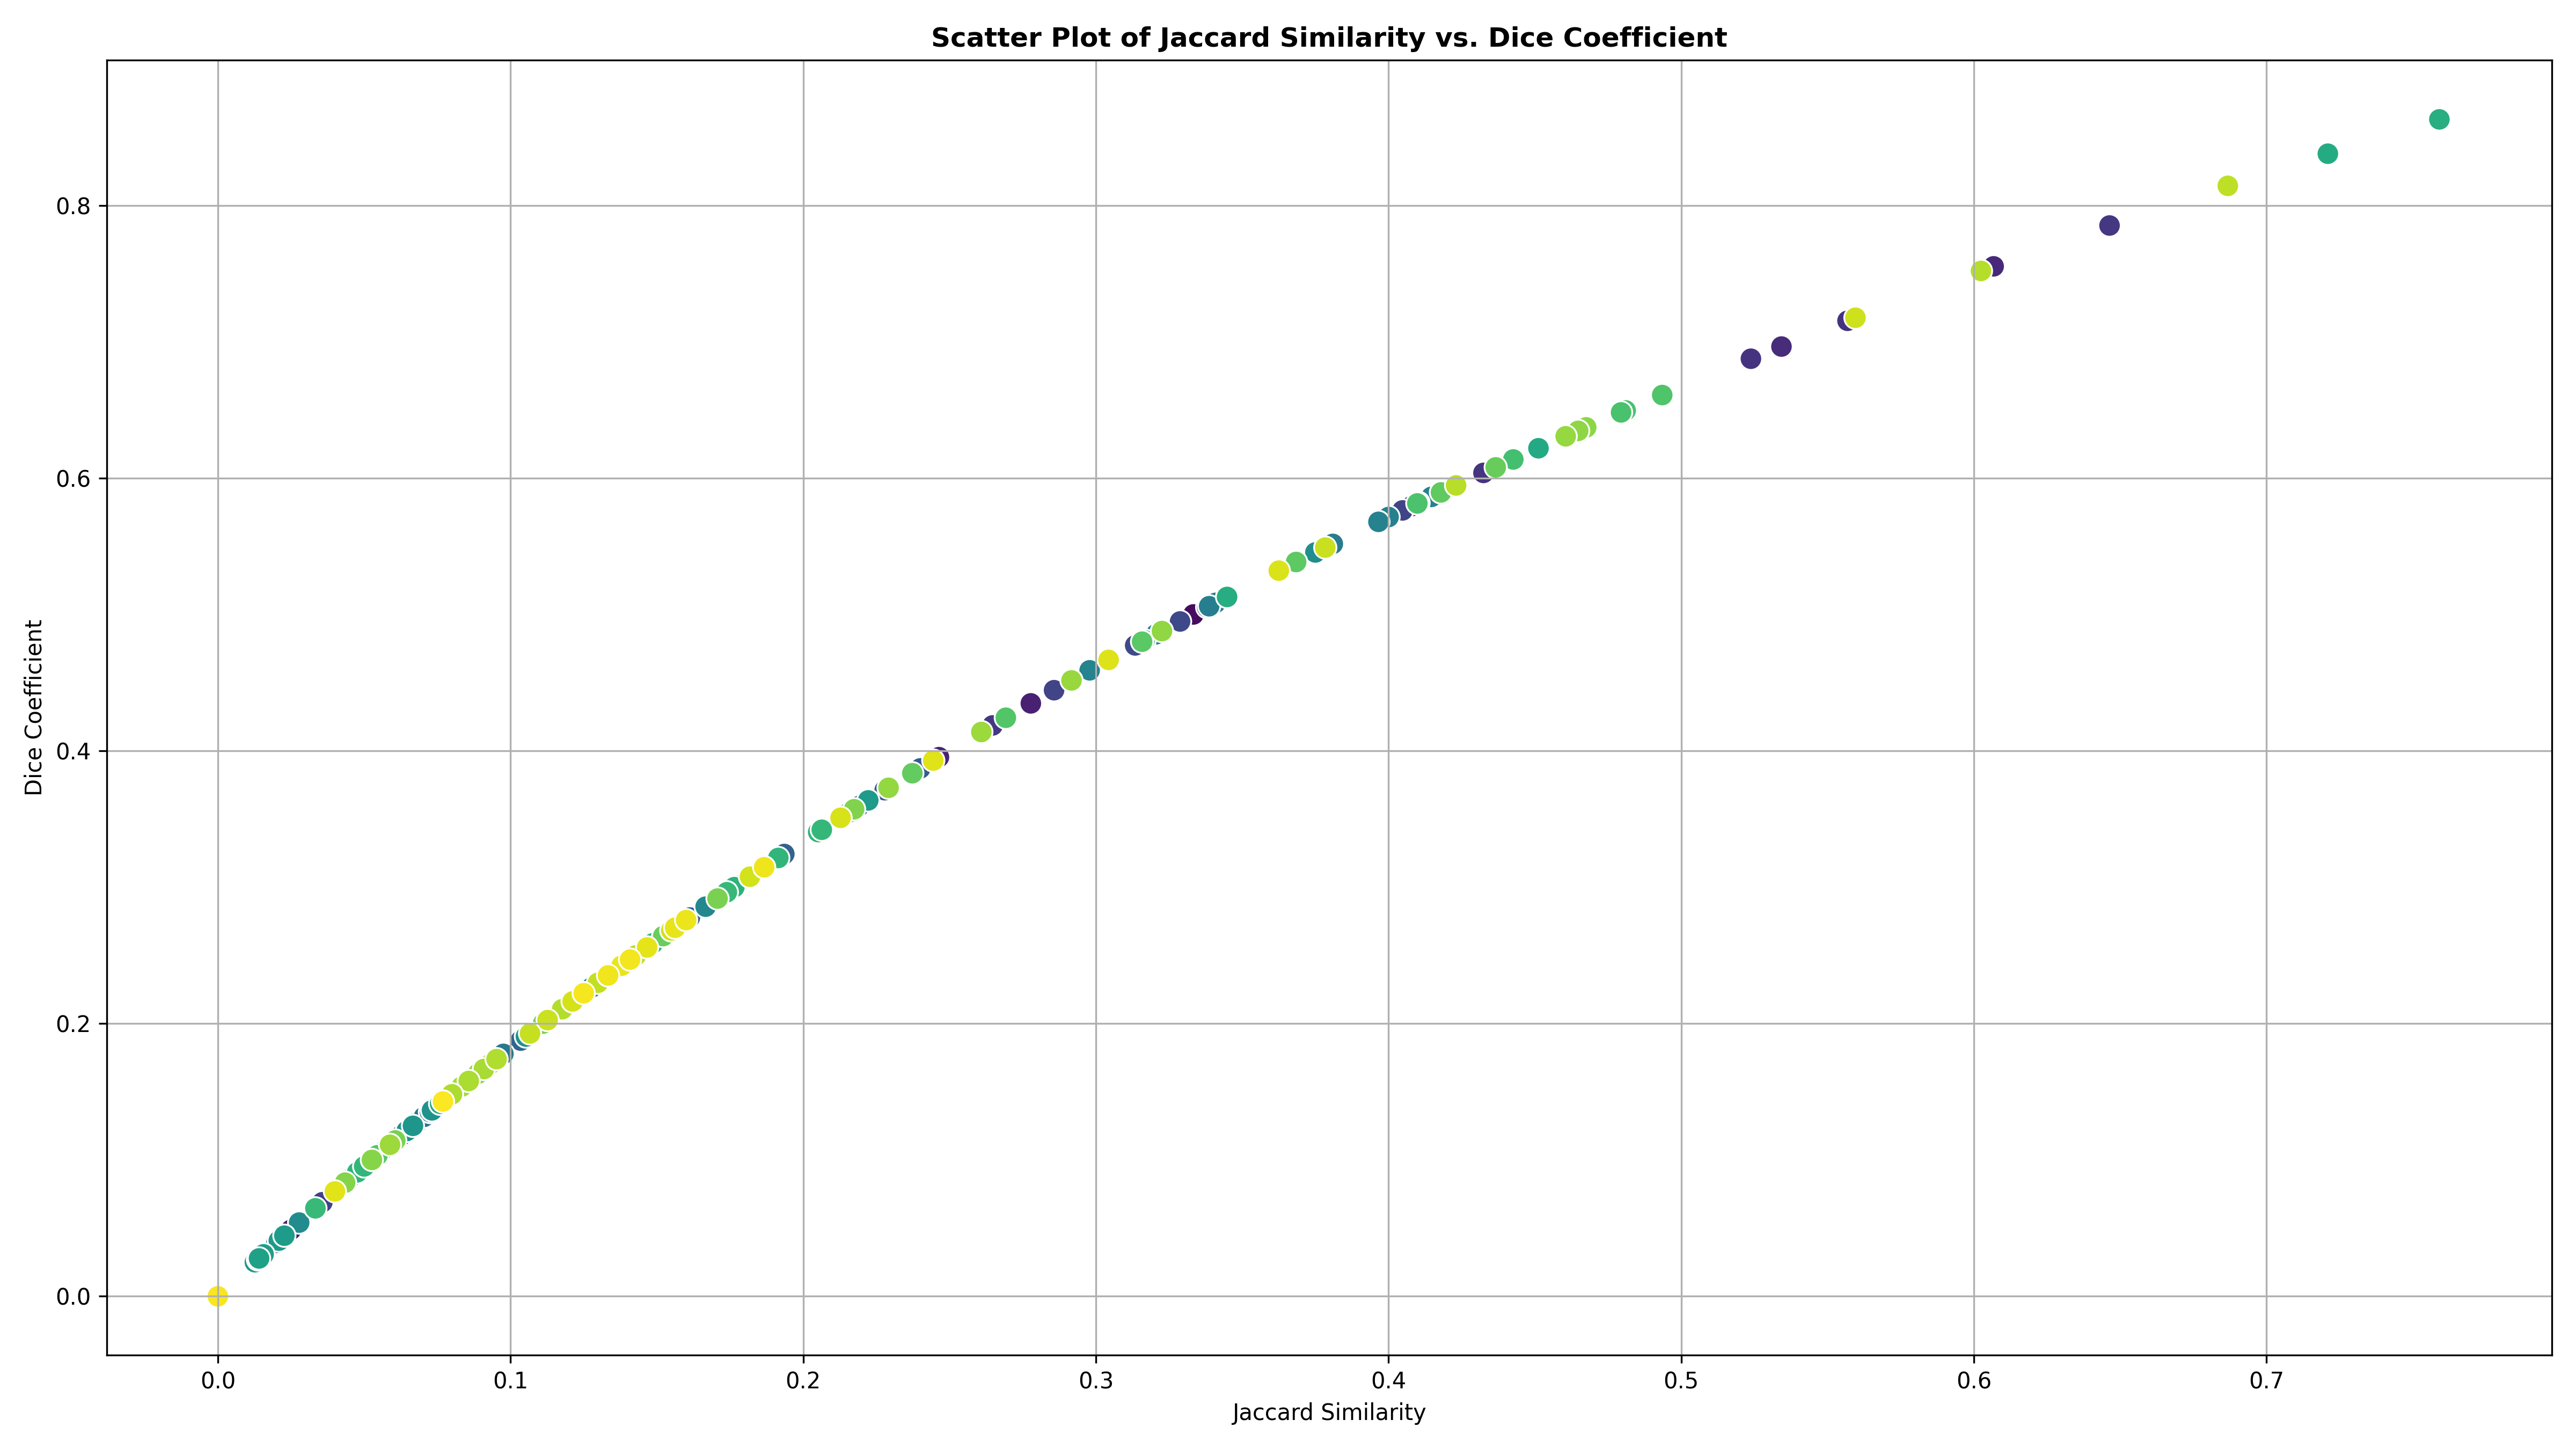 Scatter Plot of Jaccard Similarity vs. Dice Coefficient
Dice Coefficient
0.8
0.6
0.4
0.2
0.0
0.0 0.1 0.2 0.3 0.4 0.5 0.6 0.7
Jaccard Similarity